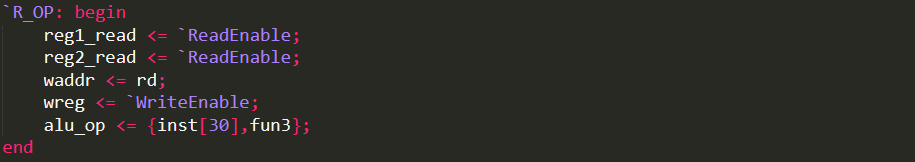 `R_OP: begin
    reg1_read <= `ReadEnable;
    reg2_read <= `ReadEnable;
    waddr <= rd;
    wreg <= `WriteEnable;
    alu_op <= {inst[30],fun3};
end